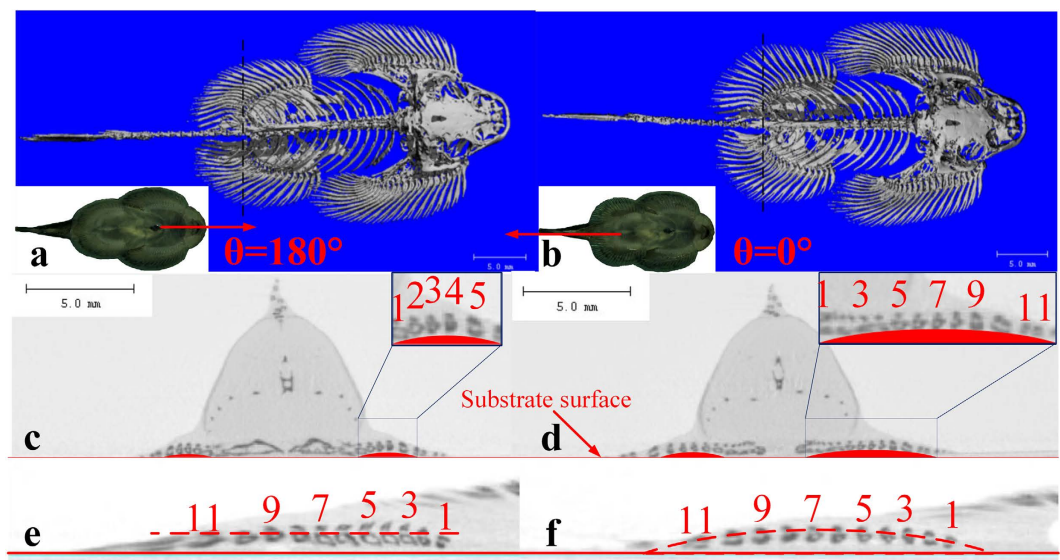 a
θ=180°
5.0 mm
b
θ=0°
5.0 mm
5.0 mm
1 2 3 4 5
5.0 mm
1 3 5 7 9 11
c
Substrate surface
d
e
11 9 7 5 3 1
f
11 9 7 5 3 1